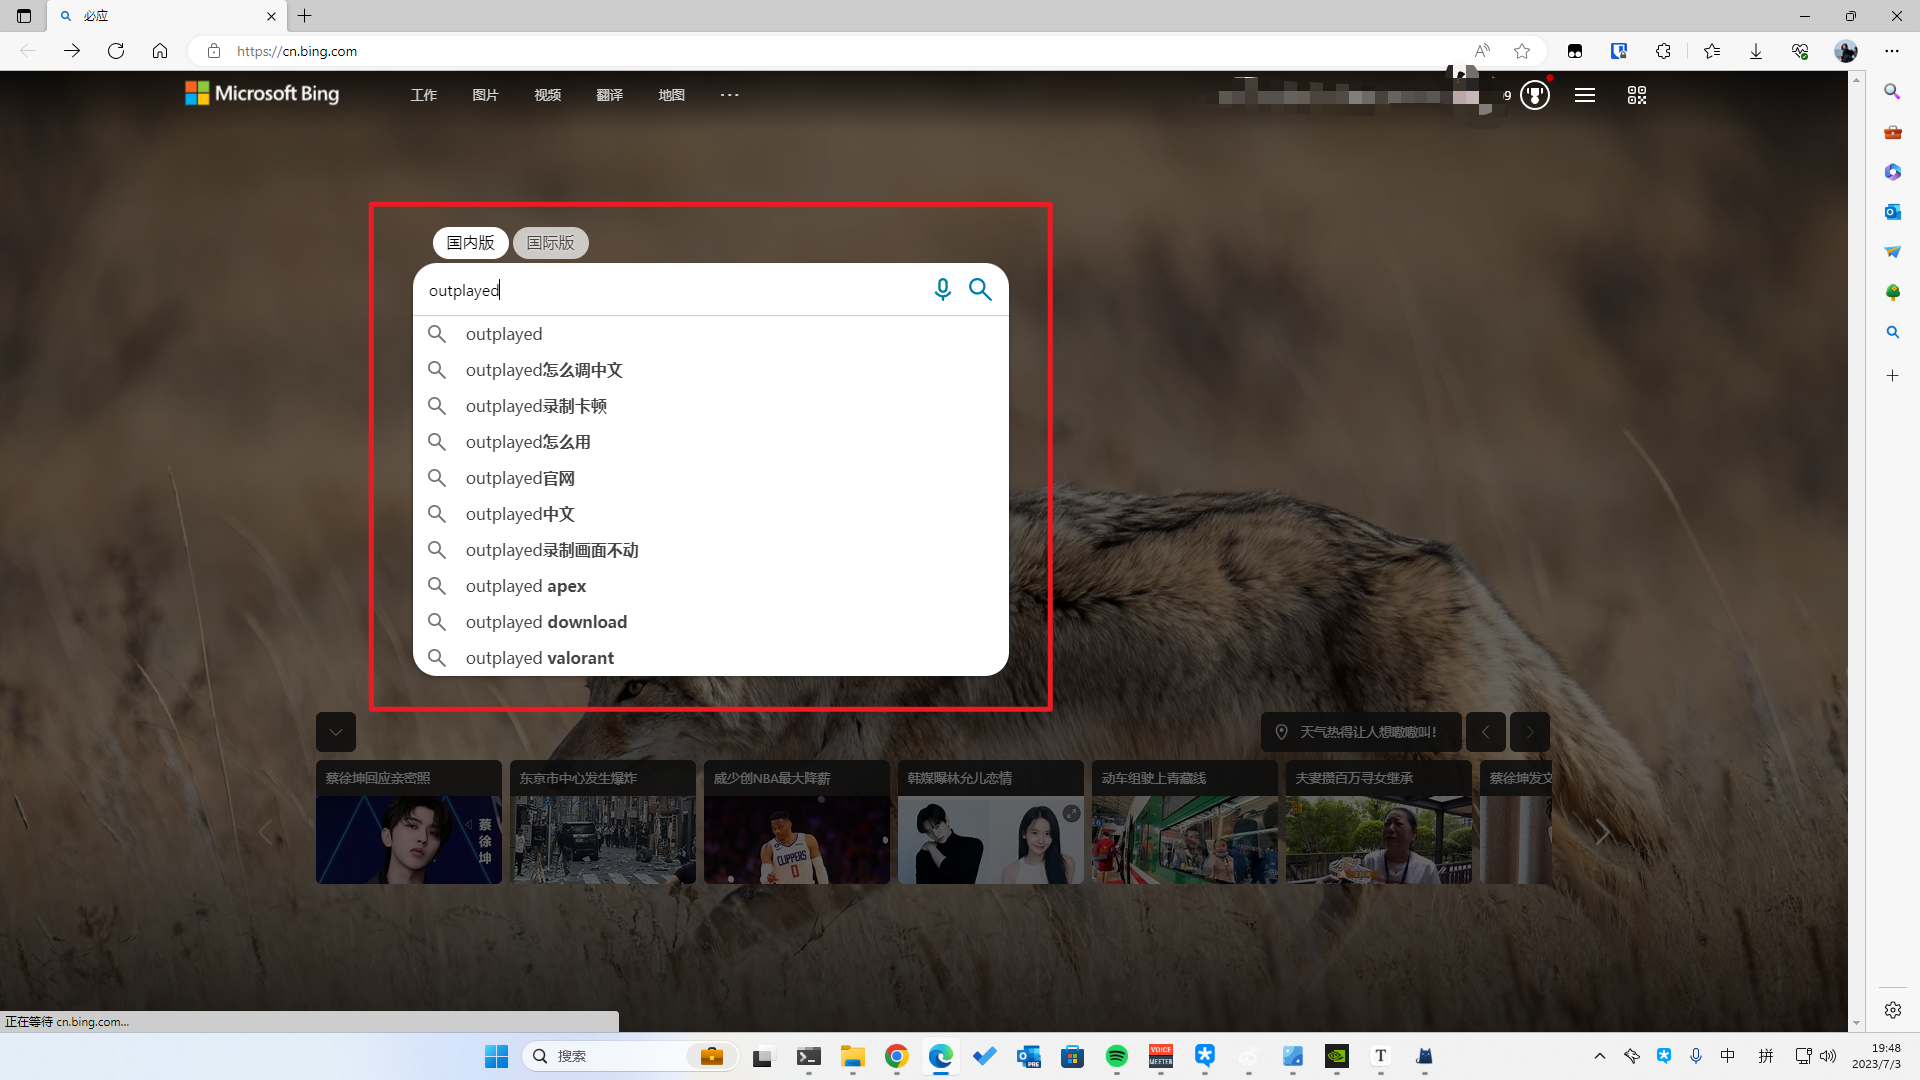 必应
https://cn.bing.com
Microsoft Bing
工作 图片 视频 翻译 地图 ···
9
国内版 国际版
outplayed
outplayed
outplayed怎么调中文
outplayed录制卡顿
outplayed怎么用
outplayed官网
outplayed中文
outplayed录制画面不动
outplayed apex
outplayed download
outplayed valorant
天气热得让人想嗷嗷叫！
蔡徐坤回应亲密照 东京市中心发生爆炸 威少创NBA最大降薪 韩媒曝林允儿恋情 动车组驶上青藏线 夫妻攒百万寻女继承 蔡徐坤发文
蔡徐坤
CLIPPERS
0
正在等待 cn.bing.com...
搜索
PRE
VOICE
MEETER
T
中 拼
19:48
2023/7/3